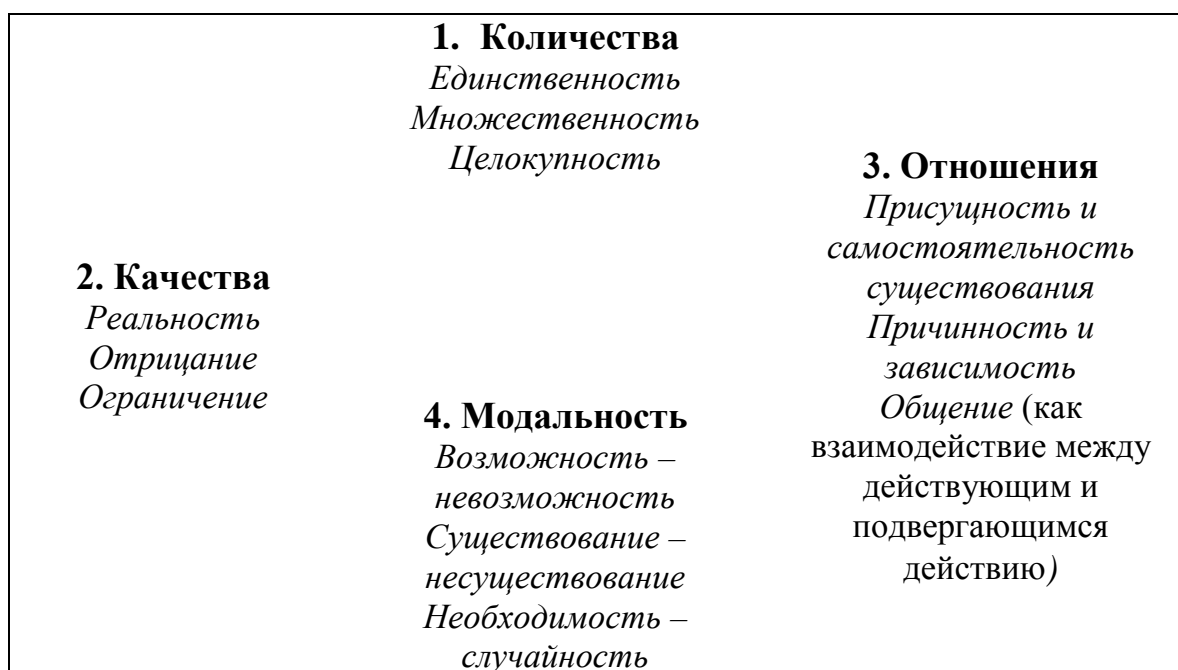 1. Количества
Единственность
Множественность
Целокупность
2. Качества
Реальность
Отрицание
Ограничение
3. Отношения
Присущность и
самостоятельность
существования
Причинность и
зависимость
Общение (как
взаимодействие между
действующим и
подвергающимся
действию)
4. Модальность
Возможность –
невозможность
Существование –
несуществование
Необходимость –
случайность